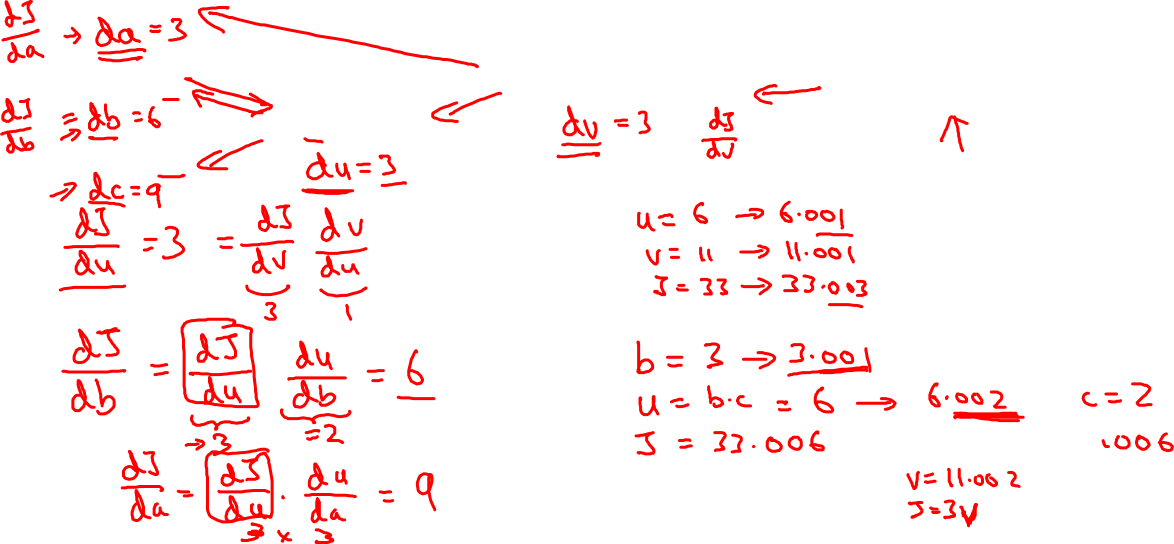 dJ/da → da = 3
dJ/db = → db = 6
→ dc = 9
du = 3
dv = 3 dJ/dv
dJ/du = 3 = dJ/dv dv/du
3 1
u = 6 → 6.001
v = 11 → 11.001
J = 33 → 33.003
dJ/db = dJ/du du/db = 6
→ 3 = 2
b = 3 → 3.001
u = b·c = 6 → 6.002 c = 2
J = 33.006 .006
v = 11.002
J = 3v
dJ/da = dJ/du · du/da = 9
3 × 3